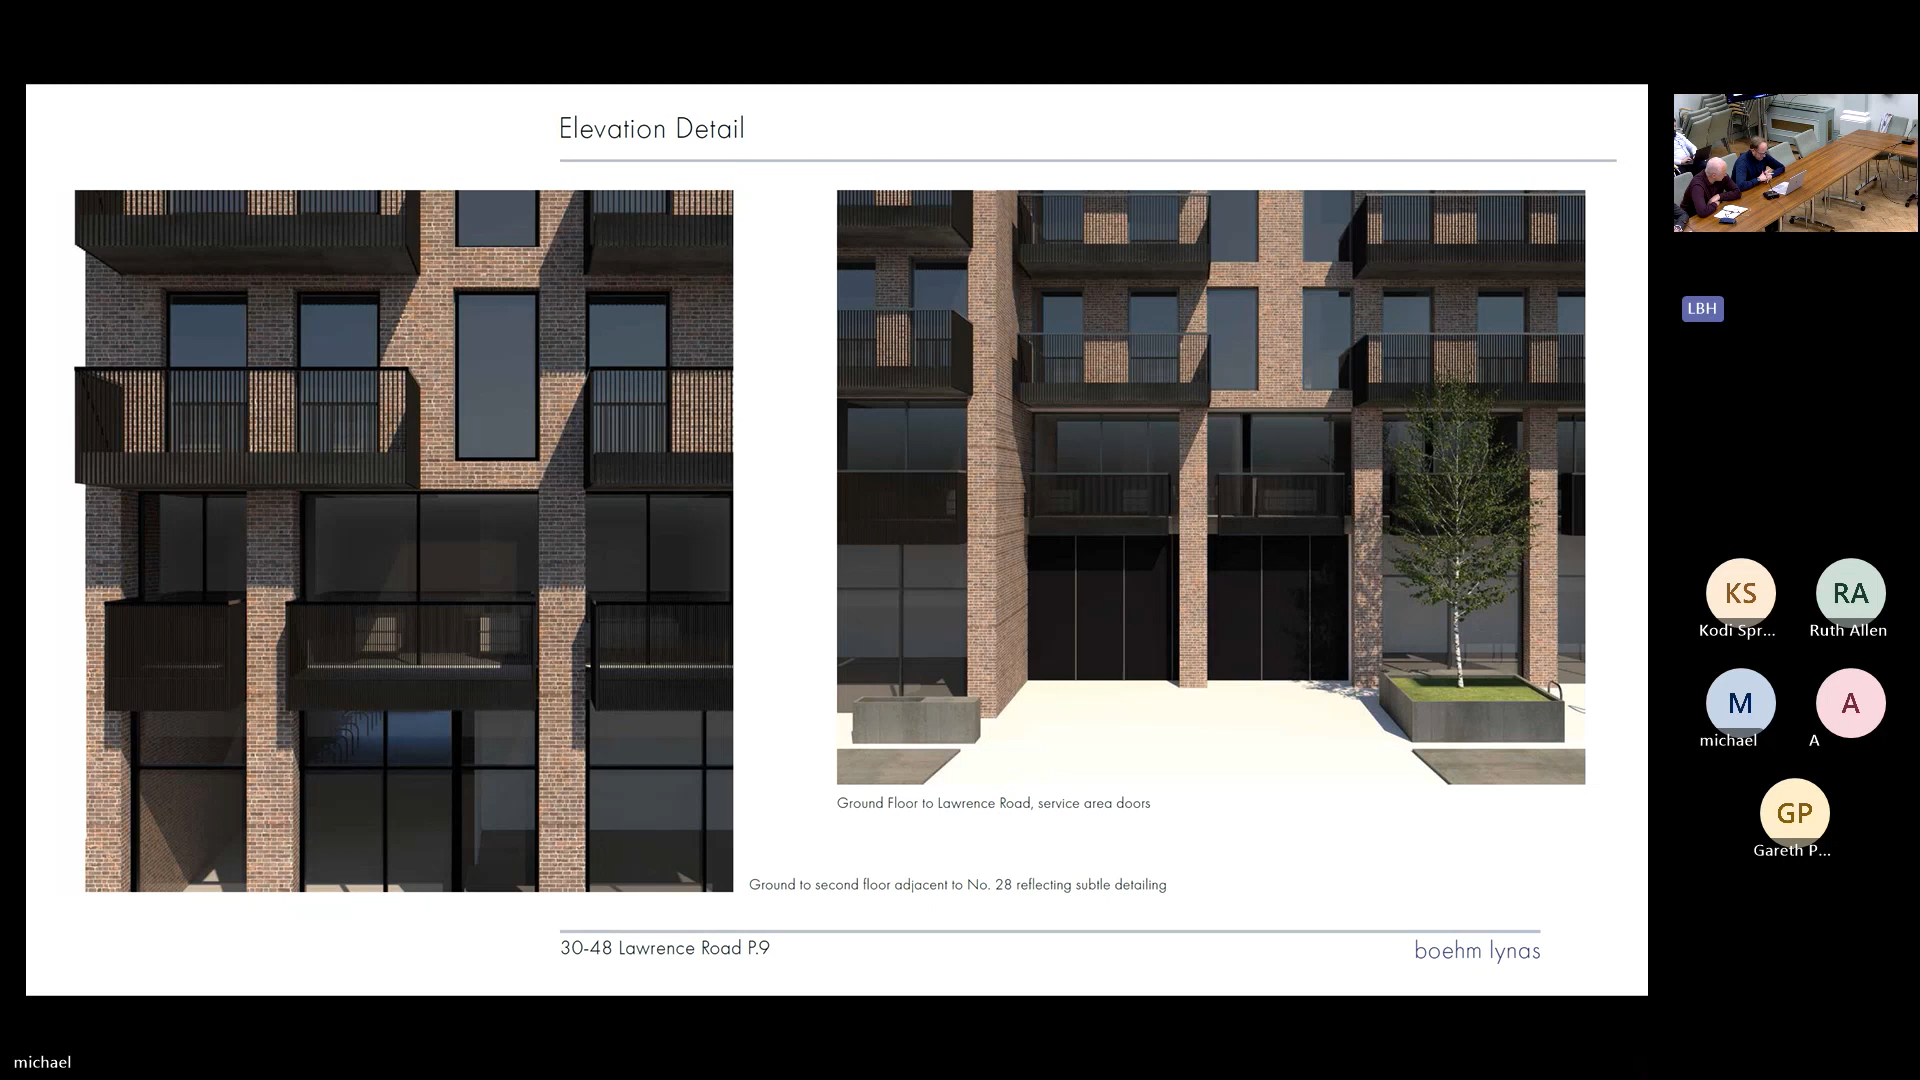 Elevation Detail
Ground Floor to Lawrence Road, service area doors
Ground to second floor adjacent to No. 28 reflecting subtle detailing
30-48 Lawrence Road P.9
boehm lynas
LBH
KS
Kodi Spr...
RA
Ruth Allen
M
michael
A
A
GP
Gareth P...
michael